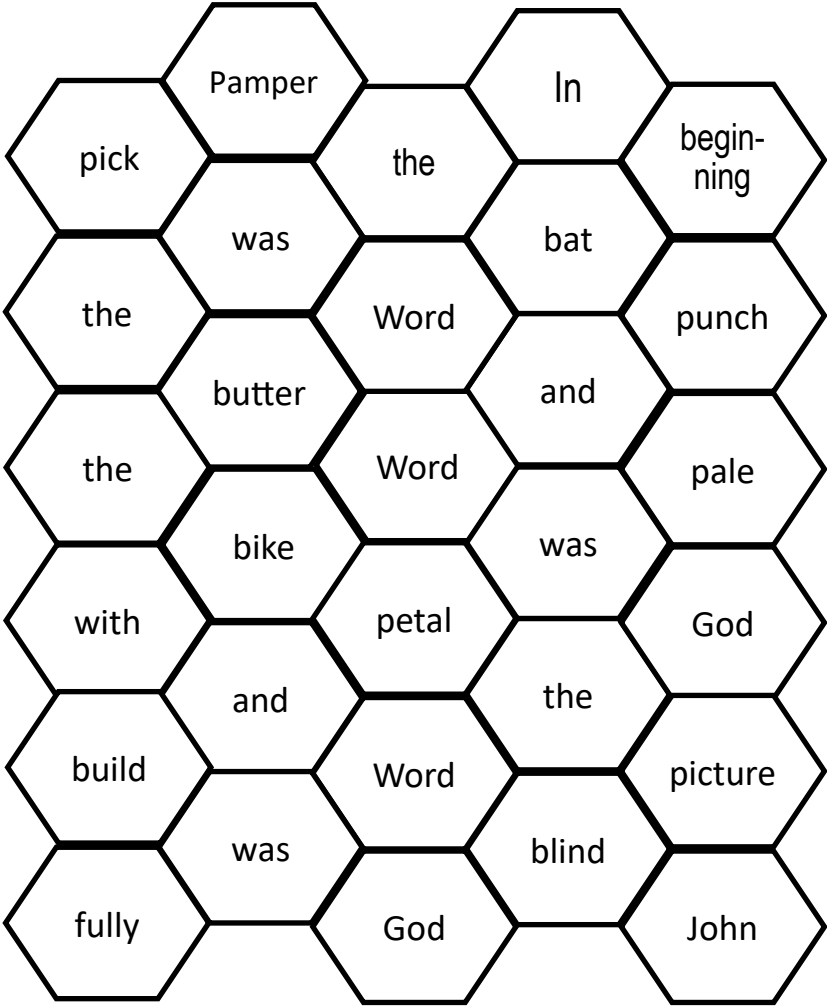 Pamper
In
pick
the
begin-
ning
was
bat
the
Word
punch
butter
and
the
Word
pale
bike
was
with
petal
God
and
the
build
Word
picture
was
blind
fully
God
John